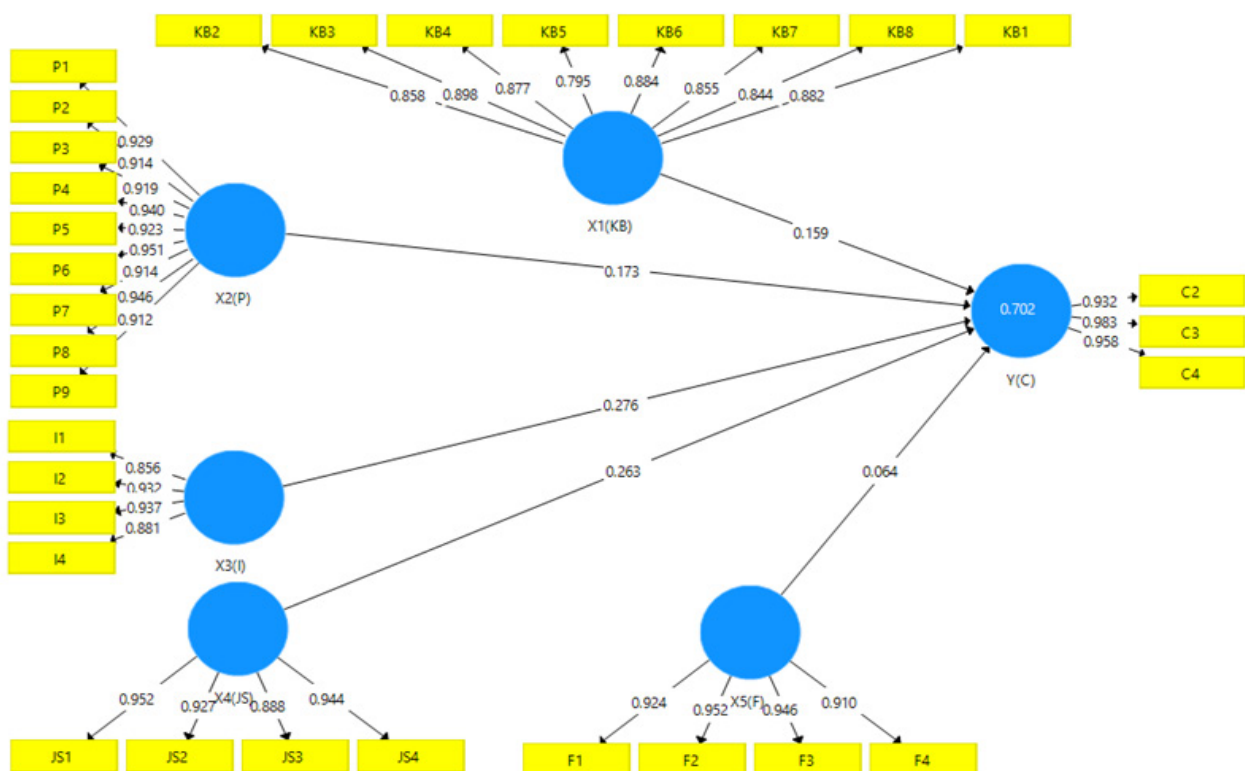 KB2 KB3 KB4 KB5 KB6 KB7 KB8 KB1
0.858 0.898 0.877 0.795 0.884 0.855 0.844 0.882
X1(KB)
P1
P2
P3
P4
P5
P6
P7
P8
P9
0.929
0.914
0.919
0.940
0.923
0.951
0.914
0.946
0.912
X2(P)
0.159
0.173
0.276
0.263
0.064
0.702
Y(C)
0.932
0.983
0.958
C2
C3
C4
I1
I2
I3
I4
0.856
0.932
0.937
0.881
X3(I)
X4(JS)
0.952 0.927 0.888 0.944
JS1 JS2 JS3 JS4
X5(F)
0.924 0.952 0.946 0.910
F1 F2 F3 F4